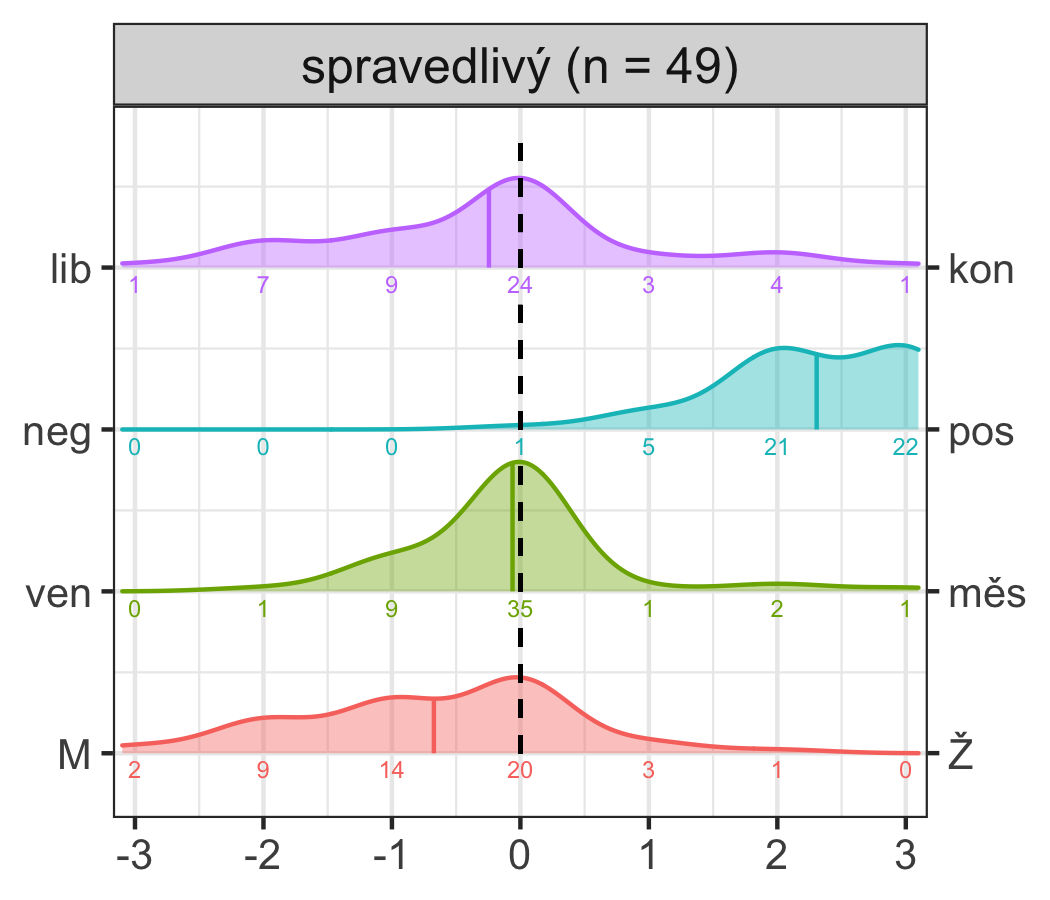 spravedlivý (n = 49)
lib kon
1 7 9 24 3 4 1
neg pos
0 0 0 1 5 21 22
ven měs
0 1 9 35 1 2 1
M Ž
2 9 14 20 3 1 0
-3 -2 -1 0 1 2 3